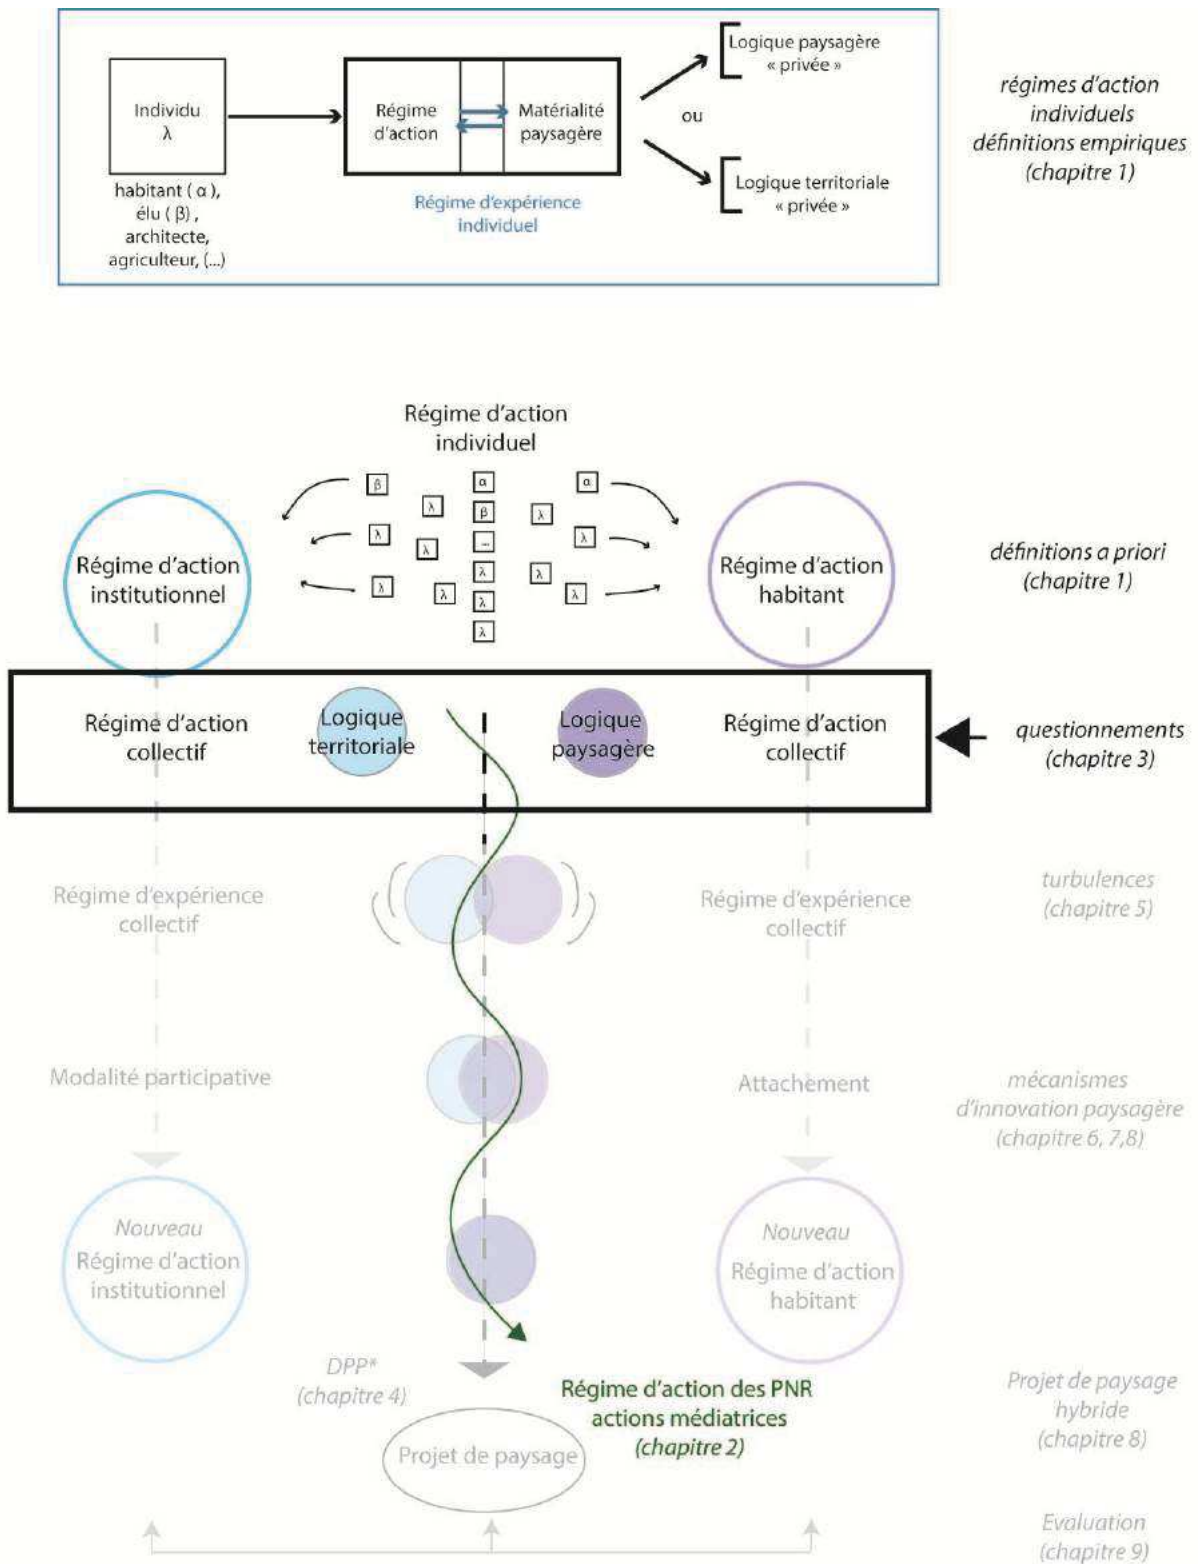 Individu
λ
habitant ( α ),
élu ( β) ,
architecte,
agriculteur, (...)
Régime
d'action
Matérialité
paysagère
Régime d'expérience
individuel
Logique paysagère
« privée »
ou
Logique territoriale
« privée »
régimes d'action
individuels
définitions empiriques
(chapitre 1)
Régime d'action
individuel
β
α
α
λ
β
λ
λ
λ
...
λ
λ
λ
λ
λ
λ
λ
λ
Régime d'action
institutionnel
Régime d'action
habitant
définitions a priori
(chapitre 1)
Régime d'action
collectif
Logique
territoriale
Logique
paysagère
Régime d'action
collectif
questionnements
(chapitre 3)
Régime d'expérience
collectif
Régime d'expérience
collectif
turbulences
(chapitre 5)
Modalité participative
Attachement
mécanismes
d'innovation paysagère
(chapitre 6, 7,8)
Nouveau
Régime d'action
institutionnel
Nouveau
Régime d'action
habitant
DPP*
(chapitre 4)
Régime d'action des PNR
actions médiatrices
(chapitre 2)
Projet de paysage
hybride
(chapitre 8)
Projet de paysage
Evaluation
(chapitre 9)